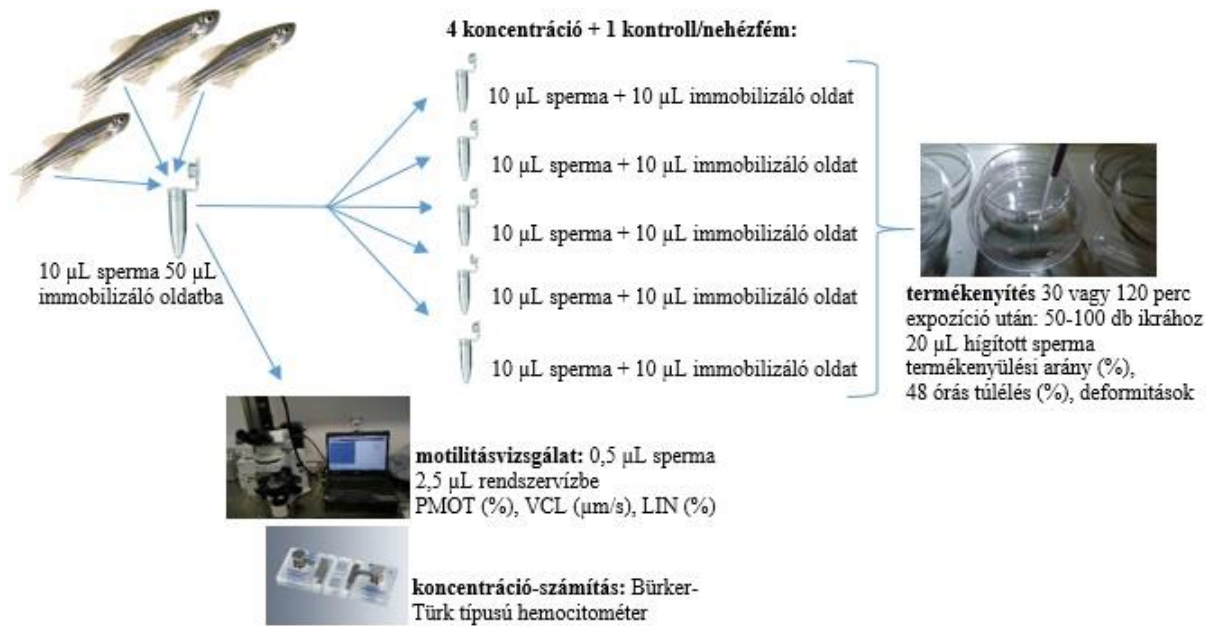 4 koncentráció + 1 kontroll/nehézfém:
10 µL sperma + 10 µL immobilizáló oldat
10 µL sperma + 10 µL immobilizáló oldat
10 µL sperma + 10 µL immobilizáló oldat
10 µL sperma + 10 µL immobilizáló oldat
10 µL sperma + 10 µL immobilizáló oldat
10 µL sperma 50 µL
immobilizáló oldatba
termékenyítés 30 vagy 120 perc
expozíció után: 50-100 db ikrához
20 µL hígított sperma
termékenyülési arány (%),
48 órás túlélés (%), deformitások
motilitásvizsgálat: 0,5 µL sperma
2,5 µL rendszervízbe
PMOT (%), VCL (µm/s), LIN (%)
koncentráció-számítás: Bürker-
Türk típusú hemocitométer